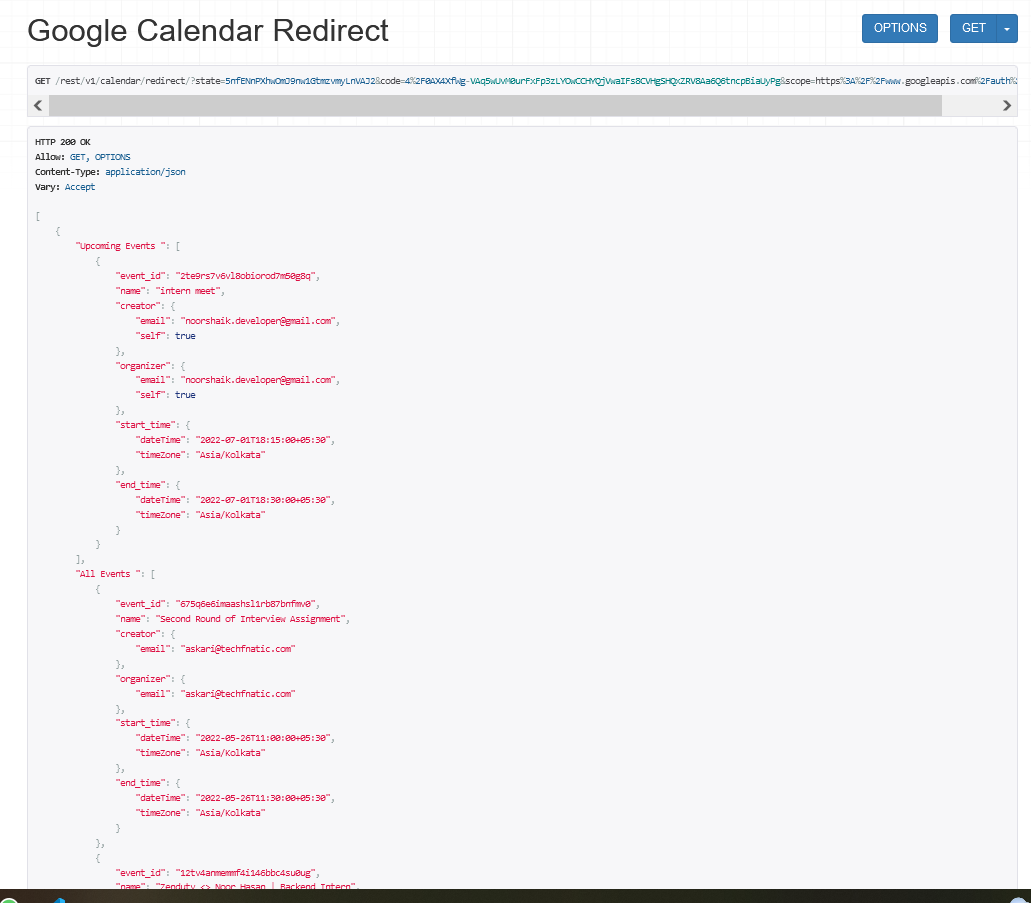 Google Calendar Redirect
OPTIONS
GET
GET /rest/v1/calendar/redirect/?state=5nfENnPXhwOmJ9nw1GtmzvmyLnVAJ2&code=4%2F0AX4XfWg-VAq5wUvM0urFxFp3zLYOwCCHYQjVwaIFs8CVHgSHQxZRV8Aa6Q6tncpBiaUyPg&scope=https%3A%2F%2Fwww.googleapis.com%2Fauth%2
HTTP 200 OK
Allow: GET, OPTIONS
Content-Type: application/json
Vary: Accept
[
    {
        "Upcoming Events ": [
            {
                "event_id": "2te9rs7v6vl8obiorod7m50g8q",
                "name": "intern meet",
                "creator": {
                    "email": "noorshaik.developer@gmail.com",
                    "self": true
                },
                "organizer": {
                    "email": "noorshaik.developer@gmail.com",
                    "self": true
                },
                "start_time": {
                    "dateTime": "2022-07-01T18:15:00+05:30",
                    "timeZone": "Asia/Kolkata"
                },
                "end_time": {
                    "dateTime": "2022-07-01T18:30:00+05:30",
                    "timeZone": "Asia/Kolkata"
                }
            }
        ],
        "All Events ": [
            {
                "event_id": "675q6e6imaashsl1rb87bnfmv0",
                "name": "Second Round of Interview Assignment",
                "creator": {
                    "email": "askari@techfnatic.com"
                },
                "organizer": {
                    "email": "askari@techfnatic.com"
                },
                "start_time": {
                    "dateTime": "2022-05-26T11:00:00+05:30",
                    "timeZone": "Asia/Kolkata"
                },
                "end_time": {
                    "dateTime": "2022-05-26T11:30:00+05:30",
                    "timeZone": "Asia/Kolkata"
                }
            },
            {
                "event_id": "12tv4anmemmf4i146bbc4su0ug",
                "name": "Zenduty <> Noor Hasan | Backend Intern",